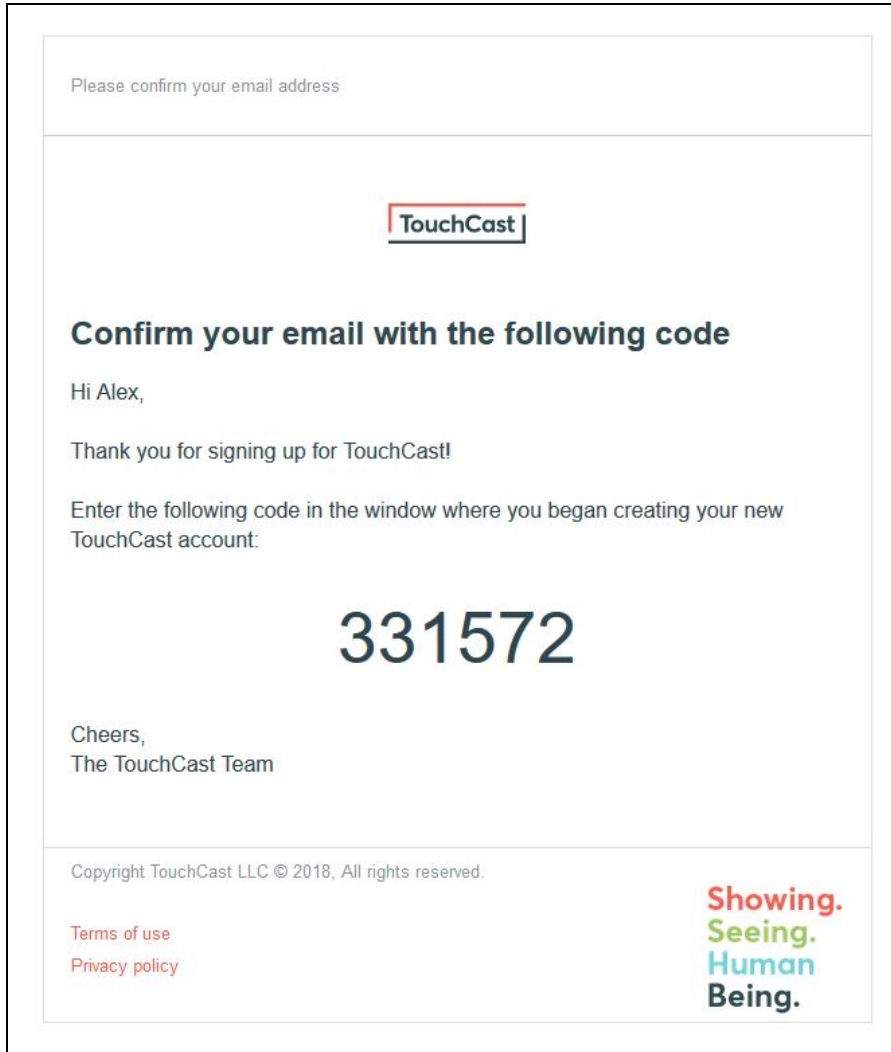 Please confirm your email address
TouchCast
Confirm your email with the following code
Hi Alex,
Thank you for signing up for TouchCast!
Enter the following code in the window where you began creating your new
TouchCast account:
331572
Cheers,
The TouchCast Team
Copyright TouchCast LLC © 2018, All rights reserved.
Terms of use
Privacy policy
Showing.
Seeing.
Human
Being.